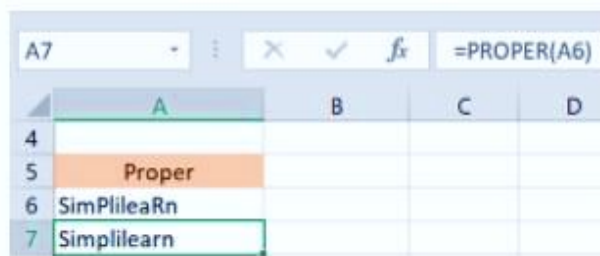 A7 fx =PROPER(A6)
A B C D
4
5 Proper
6 SimPlileaRn
7 Simplilearn